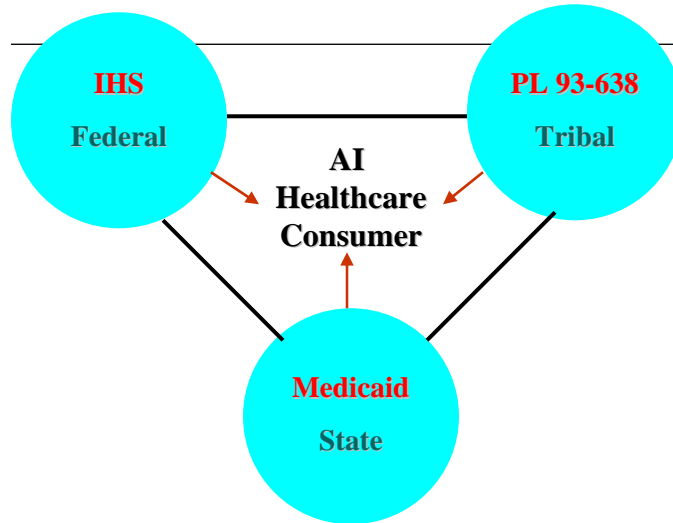 IHS
Federal
PL 93-638
Tribal
AI
Healthcare
Consumer
Medicaid
State